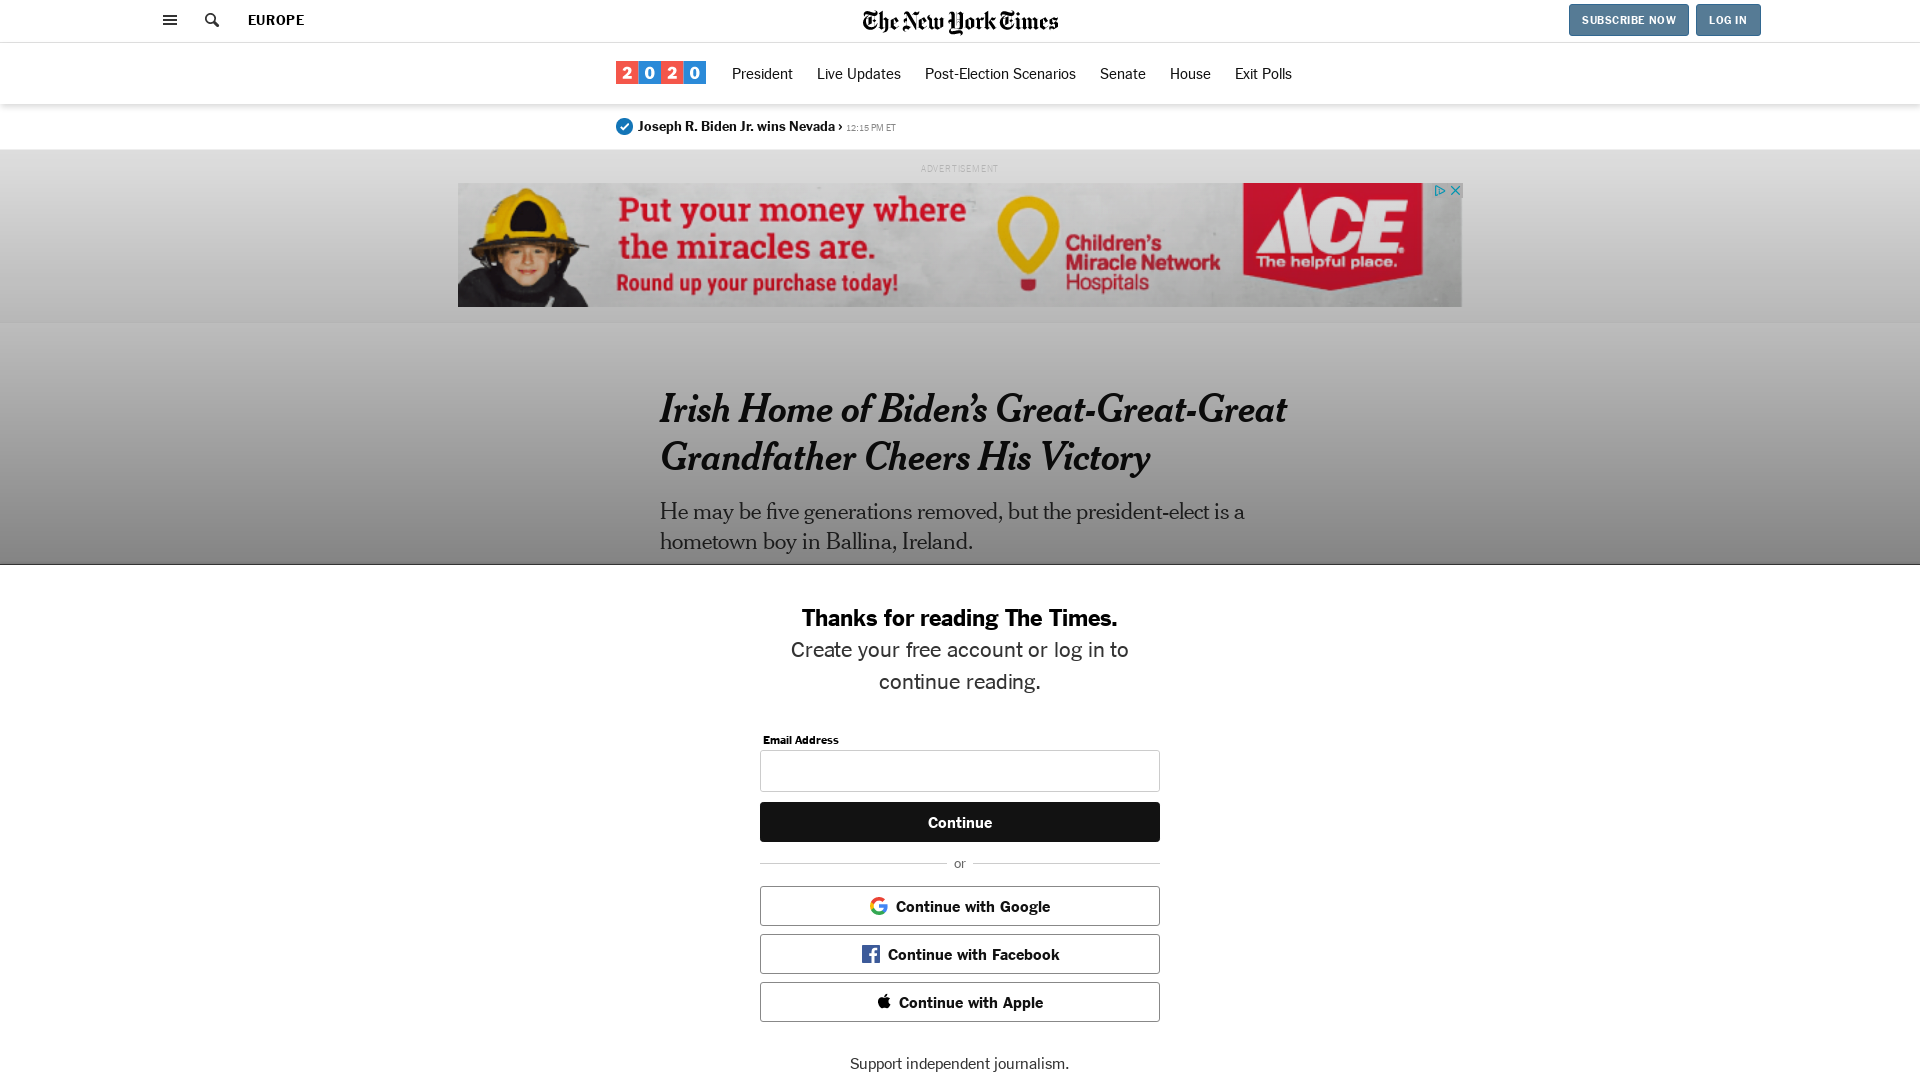 EUROPE
The New York Times
SUBSCRIBE NOW
LOG IN
2020
President
Live Updates
Post-Election Scenarios
Senate
House
Exit Polls
Joseph R. Biden Jr. wins Nevada › 12:15 PM ET
ADVERTISEMENT
Put your money where
the miracles are.
Round up your purchase today!
Children's
Miracle Network
Hospitals
ACE
The helpful place.
Irish Home of Biden’s Great-Great-Great
Grandfather Cheers His Victory
He may be five generations removed, but the president-elect is a
hometown boy in Ballina, Ireland.
Thanks for reading The Times.
Create your free account or log in to
continue reading.
Email Address
Continue
or
Continue with Google
Continue with Facebook
Continue with Apple
Support independent journalism.